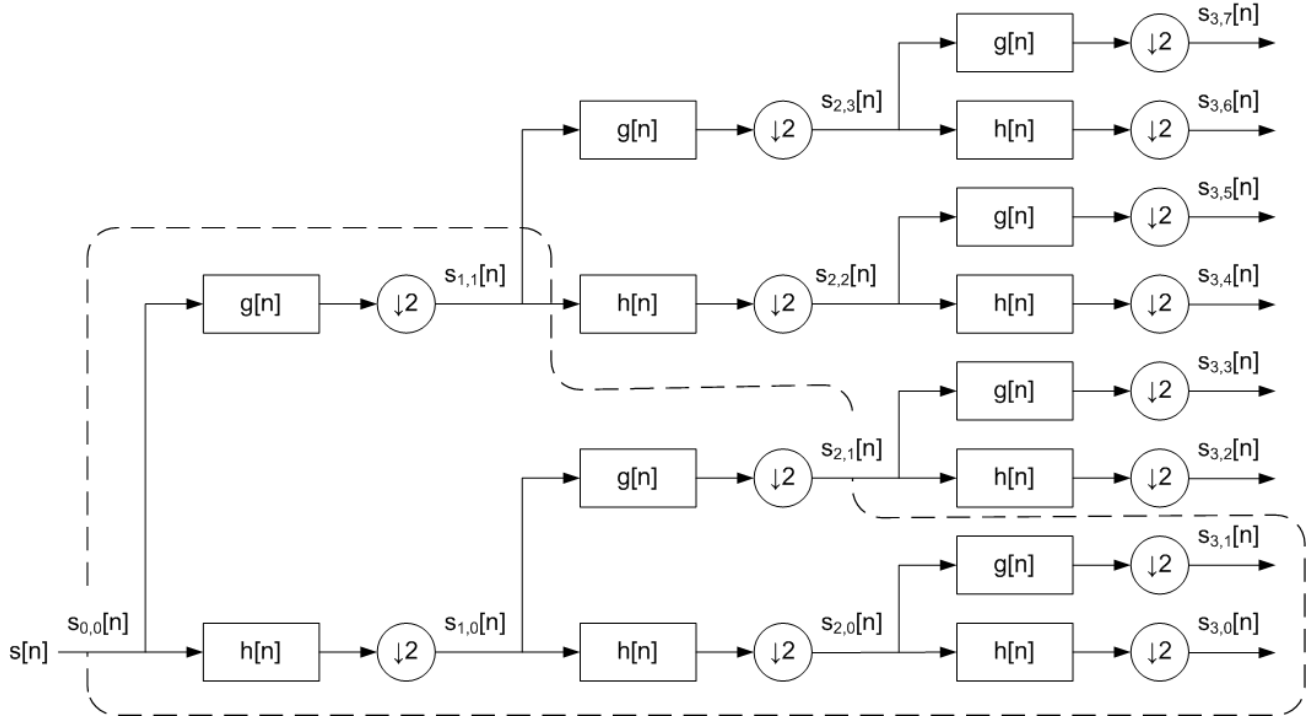 s3,7[n]
g[n] ↓2
s2,3[n] s3,6[n]
g[n] ↓2 h[n] ↓2
s3,5[n]
g[n] ↓2
s1,1[n] s2,2[n] s3,4[n]
g[n] ↓2 h[n] ↓2 h[n] ↓2
s3,3[n]
g[n] ↓2
s2,1[n] s3,2[n]
g[n] ↓2 h[n] ↓2
s3,1[n]
g[n] ↓2
s0,0[n] s1,0[n] s2,0[n] s3,0[n]
s[n] h[n] ↓2 h[n] ↓2 h[n] ↓2